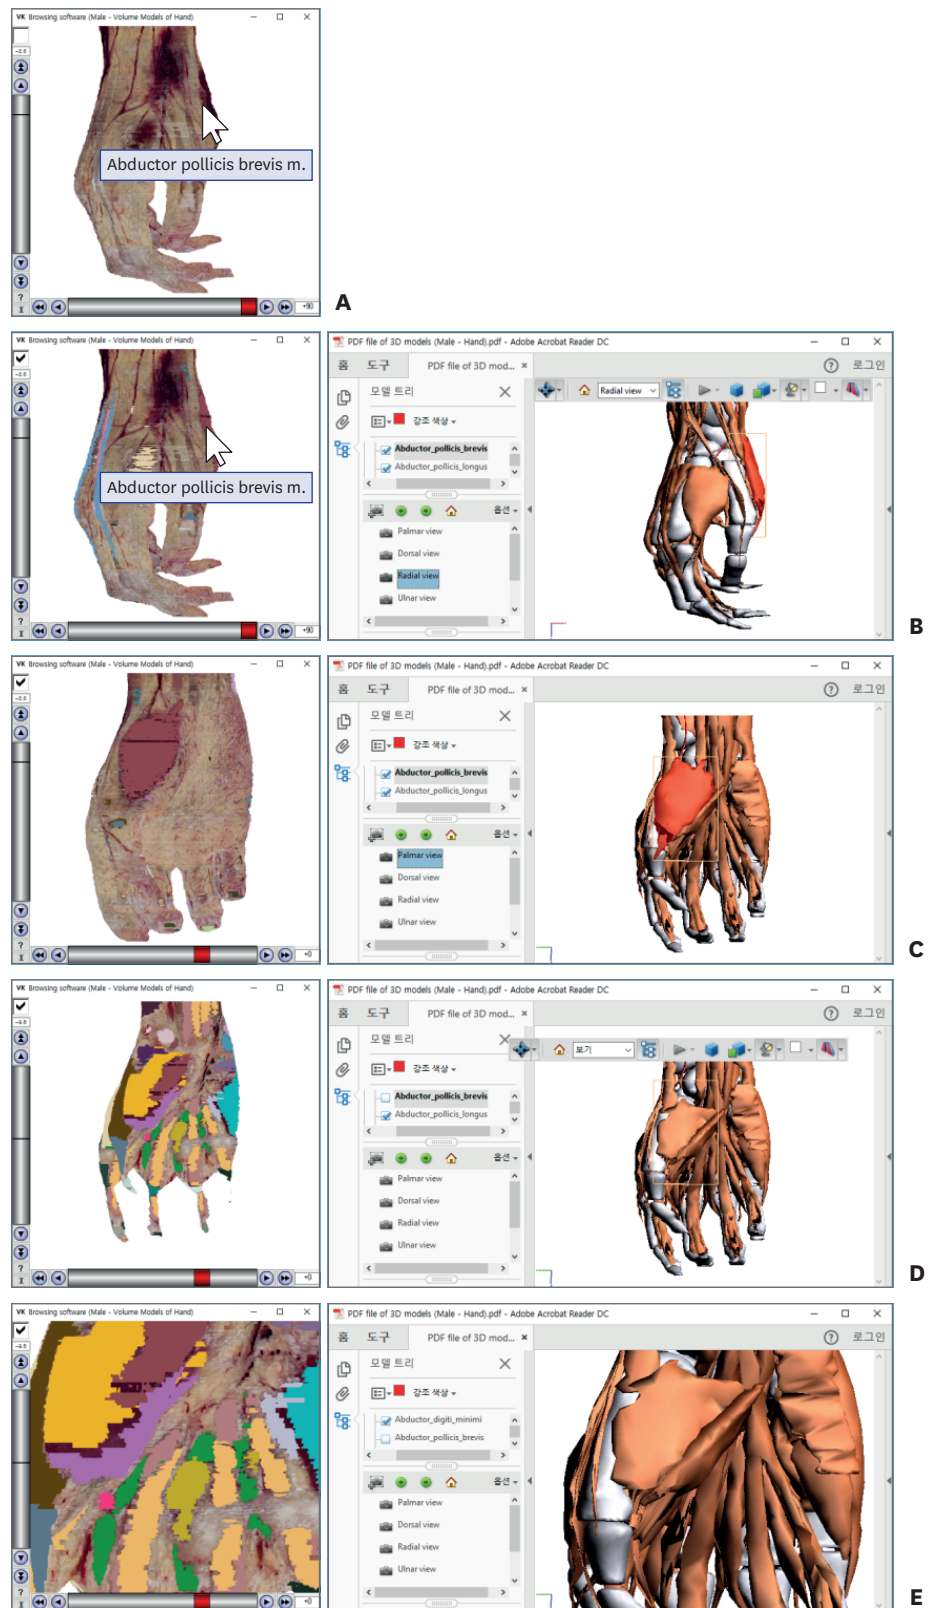 VK Browsing software (Male - Volume Models of Hand)
-2.8
Abductor pollicis brevis m.
?
I
+90
A
VK Browsing software (Male - Volume Models of Hand)
Abductor pollicis brevis m.
?
I
+90
PDF file of 3D models (Male - Hand).pdf - Adobe Acrobat Reader DC
홈 도구 PDF file of 3D mod... ×
? 로그인
모델 트리
Radial view
강조 색상
Abductor_pollicis_brevis
Abductor_pollicis_longus
옵션
Palmar view
Dorsal view
Radial view
Ulnar view
B
VK Browsing software (Male - Volume Models of Hand)
?
I
+0
PDF file of 3D models (Male - Hand).pdf - Adobe Acrobat Reader DC
홈 도구 PDF file of 3D mod... ×
? 로그인
모델 트리
강조 색상
Abductor_pollicis_brevis
Abductor_pollicis_longus
옵션
Palmar view
Dorsal view
Radial view
Ulnar view
C
VK Browsing software (Male - Volume Models of Hand)
?
I
+0
PDF file of 3D models (Male - Hand).pdf - Adobe Acrobat Reader DC
홈 도구 PDF file of 3D mod... ×
? 로그인
모델 트리
보기
강조 색상
Abductor_pollicis_brevis
Abductor_pollicis_longus
옵션
Palmar view
Dorsal view
Radial view
Ulnar view
D
VK Browsing software (Male - Volume Models of Hand)
?
I
+0
PDF file of 3D models (Male - Hand).pdf - Adobe Acrobat Reader DC
홈 도구 PDF file of 3D mod... ×
? 로그인
모델 트리
강조 색상
Abductor_digiti_minimi
Abductor_pollicis_brevis
옵션
Palmar view
Dorsal view
Radial view
Ulnar view
E